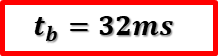 t_b = 32ms